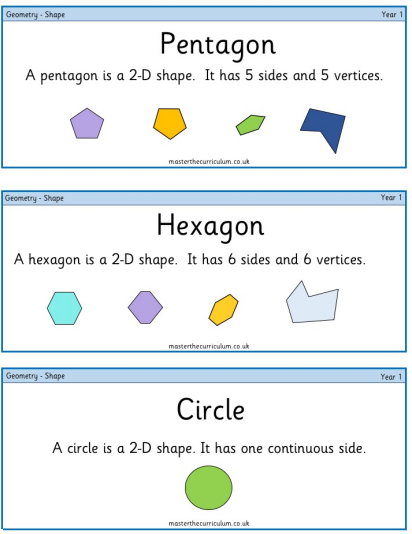 Geometry - Shape Year 1
Pentagon
A pentagon is a 2-D shape. It has 5 sides and 5 vertices.
masterthecurriculum.co.uk
Geometry - Shape Year 1
Hexagon
A hexagon is a 2-D shape. It has 6 sides and 6 vertices.
masterthecurriculum.co.uk
Geometry - Shape Year 1
Circle
A circle is a 2-D shape. It has one continuous side.
masterthecurriculum.co.uk